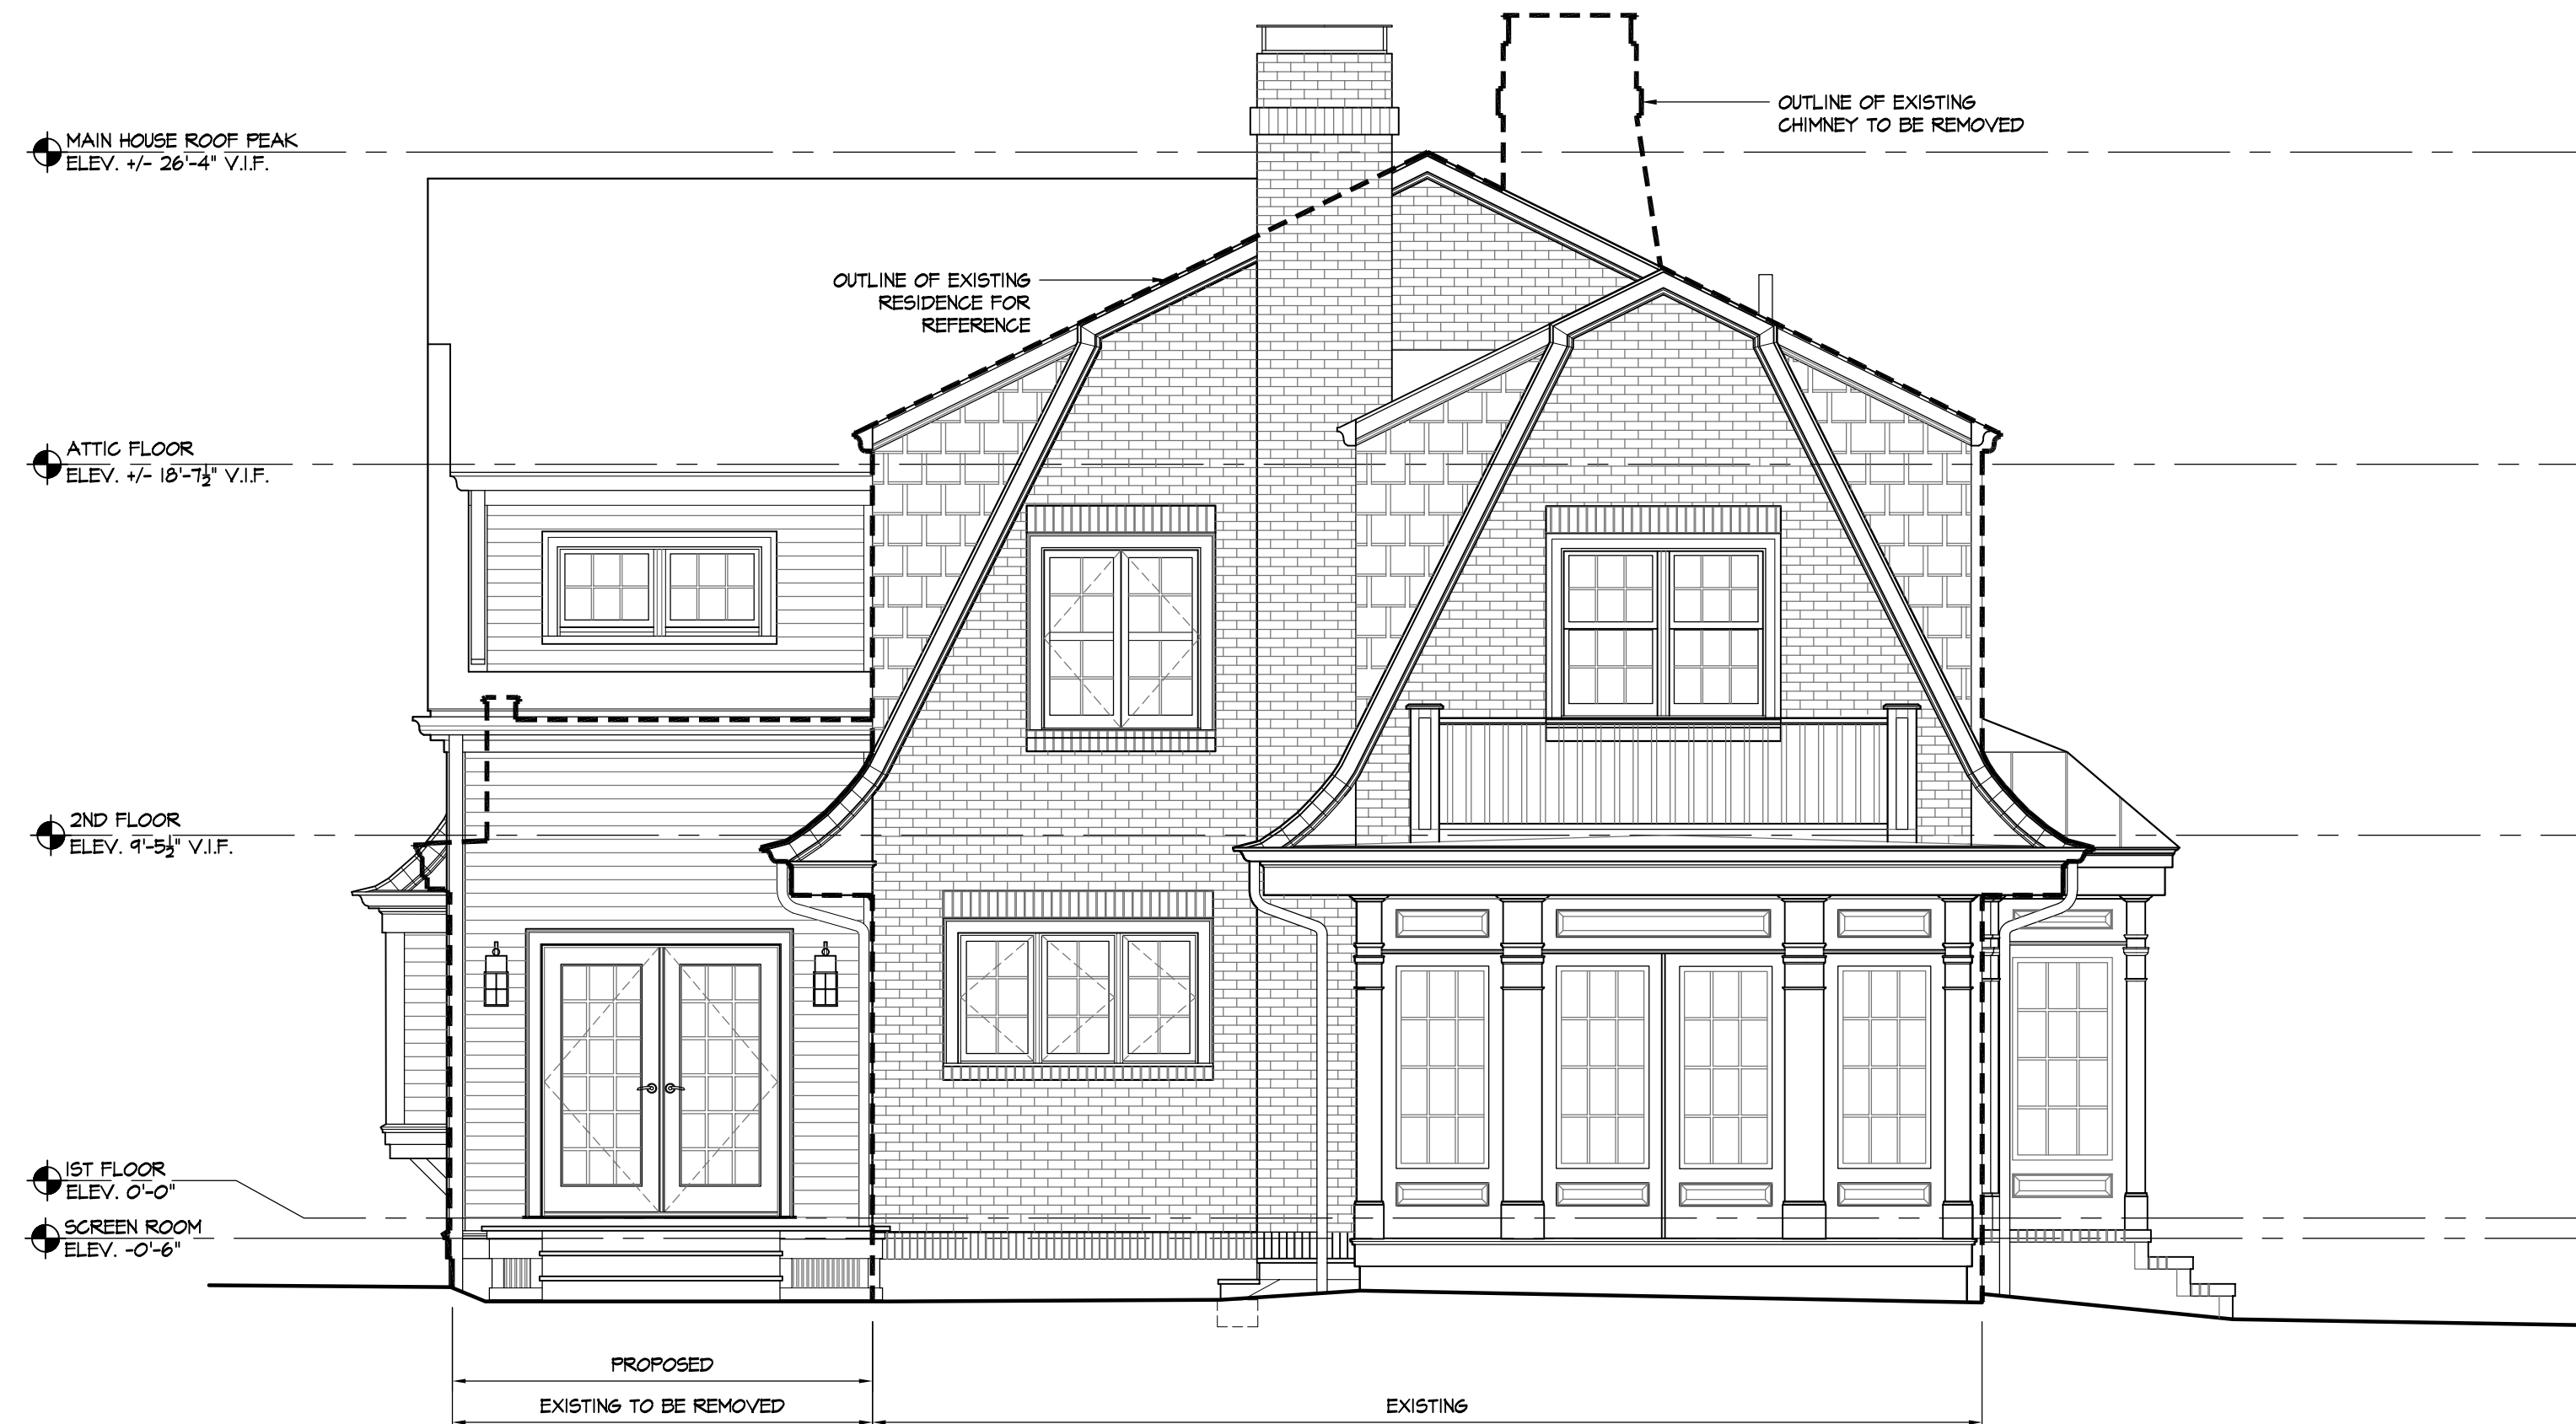 OUTLINE OF EXISTING
CHIMNEY TO BE REMOVED
MAIN HOUSE ROOF PEAK
ELEV. +/- 26'-4" V.I.F.
OUTLINE OF EXISTING
RESIDENCE FOR
REFERENCE
ATTIC FLOOR
ELEV. +/- 18'-7½" V.I.F.
2ND FLOOR
ELEV. 9'-5½" V.I.F.
1ST FLOOR
ELEV. 0'-0"
SCREEN ROOM
ELEV. -0'-6"
PROPOSED
EXISTING TO BE REMOVED
EXISTING